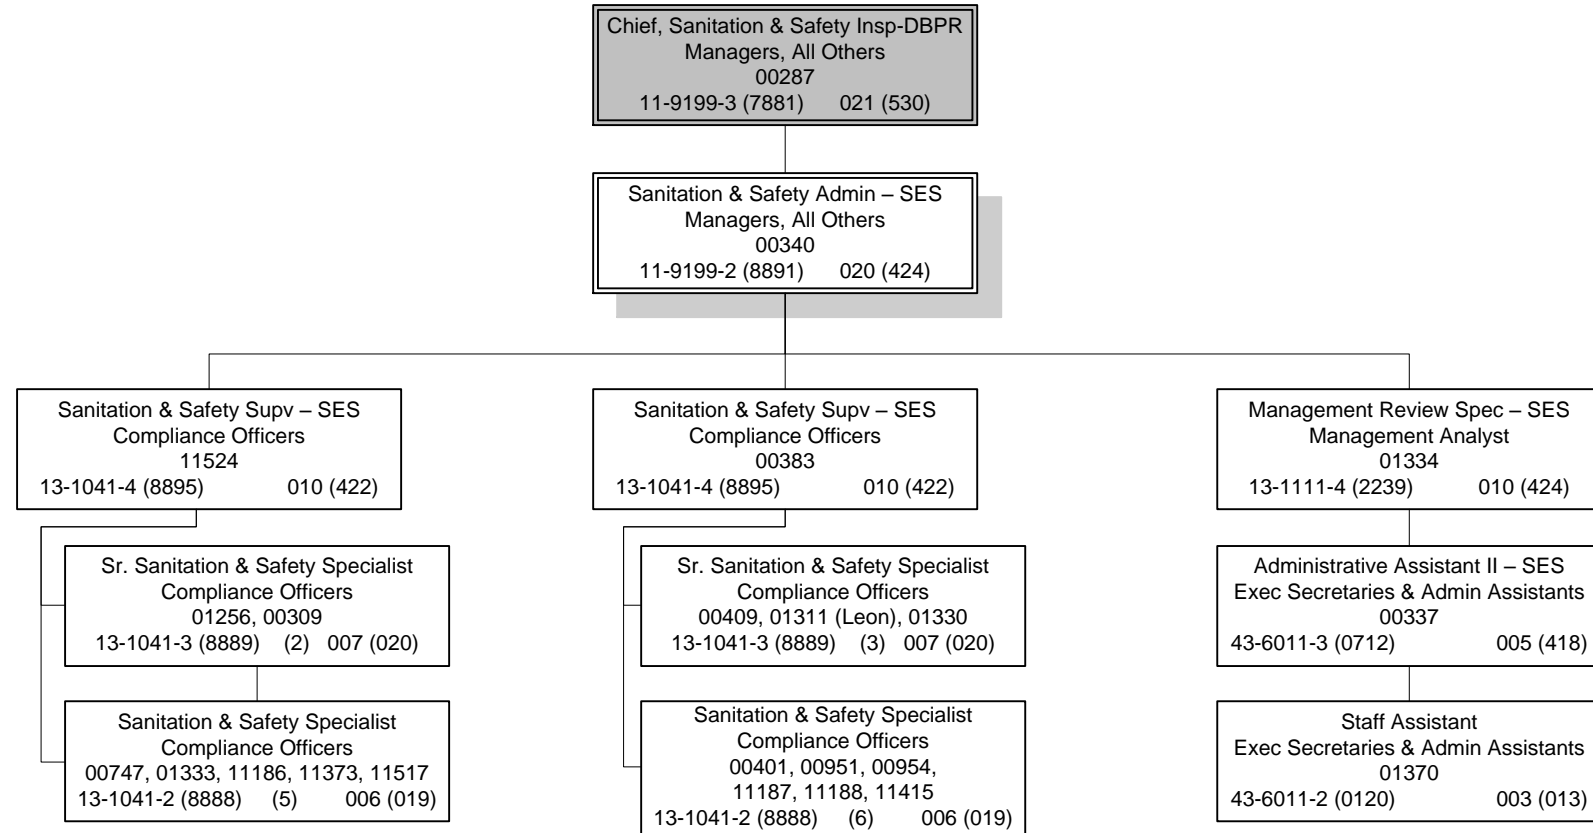 Chief, Sanitation & Safety Insp-DBPR
Managers, All Others
00287
11-9199-3 (7881) 021 (530)
Sanitation & Safety Admin – SES
Managers, All Others
00340
11-9199-2 (8891) 020 (424)
Sanitation & Safety Supv – SES
Compliance Officers
11524
13-1041-4 (8895) 010 (422)
Sanitation & Safety Supv – SES
Compliance Officers
00383
13-1041-4 (8895) 010 (422)
Management Review Spec – SES
Management Analyst
01334
13-1111-4 (2239) 010 (424)
Sr. Sanitation & Safety Specialist
Compliance Officers
01256, 00309
13-1041-3 (8889) (2) 007 (020)
Sr. Sanitation & Safety Specialist
Compliance Officers
00409, 01311 (Leon), 01330
13-1041-3 (8889) (3) 007 (020)
Administrative Assistant II – SES
Exec Secretaries & Admin Assistants
00337
43-6011-3 (0712) 005 (418)
Sanitation & Safety Specialist
Compliance Officers
00747, 01333, 11186, 11373, 11517
13-1041-2 (8888) (5) 006 (019)
Sanitation & Safety Specialist
Compliance Officers
00401, 00951, 00954,
11187, 11188, 11415
13-1041-2 (8888) (6) 006 (019)
Staff Assistant
Exec Secretaries & Admin Assistants
01370
43-6011-2 (0120) 003 (013)